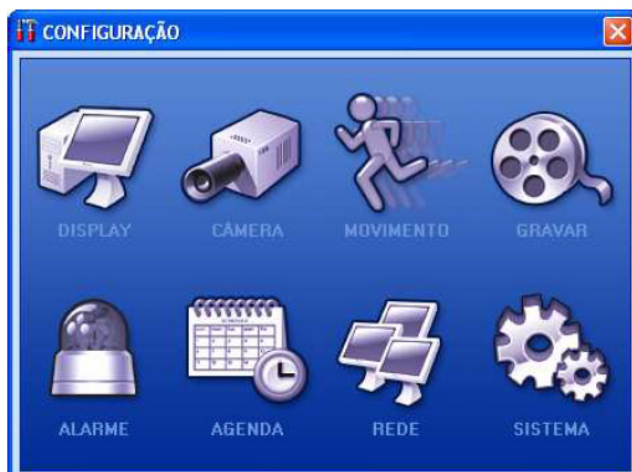 CONFIGURAÇÃO
DISPLAY
CÂMERA
MOVIMENTO
GRAVAR
ALARME
AGENDA
REDE
SISTEMA